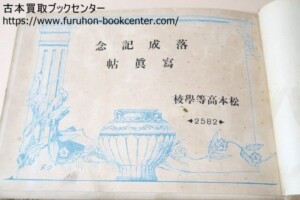 古本買取ブックセンター
www.furuhon-bookcenter.com/
念記成落
帖眞寫
校學等高本松
2582